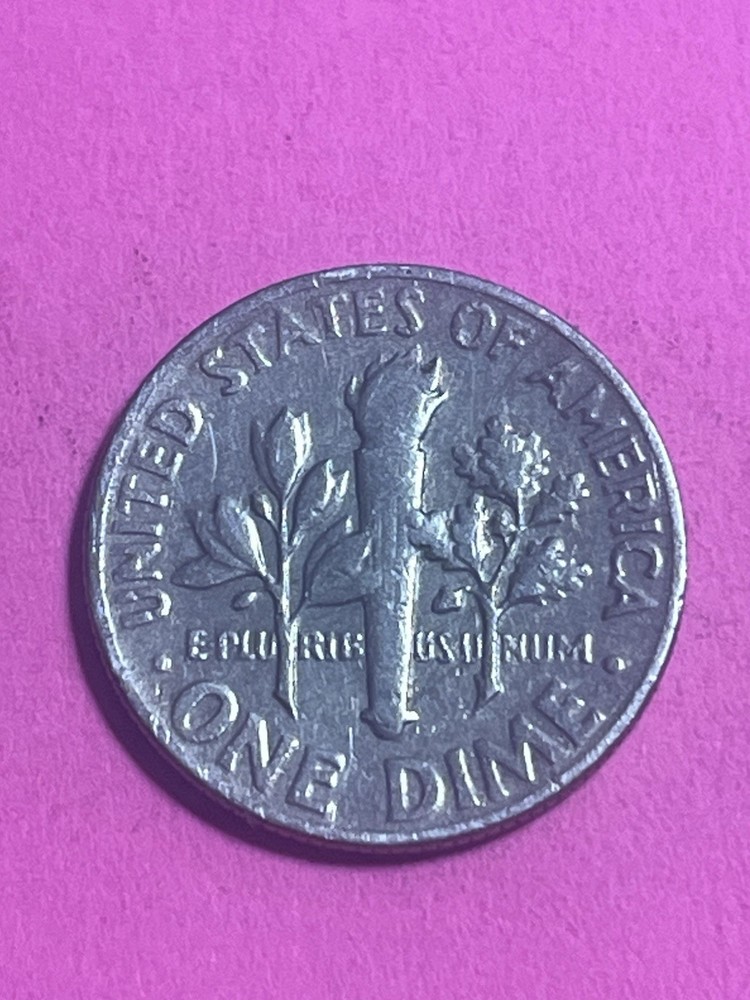 UNITED STATES OF AMERICA
E PLURIBUS UNUM
· ONE DIME ·